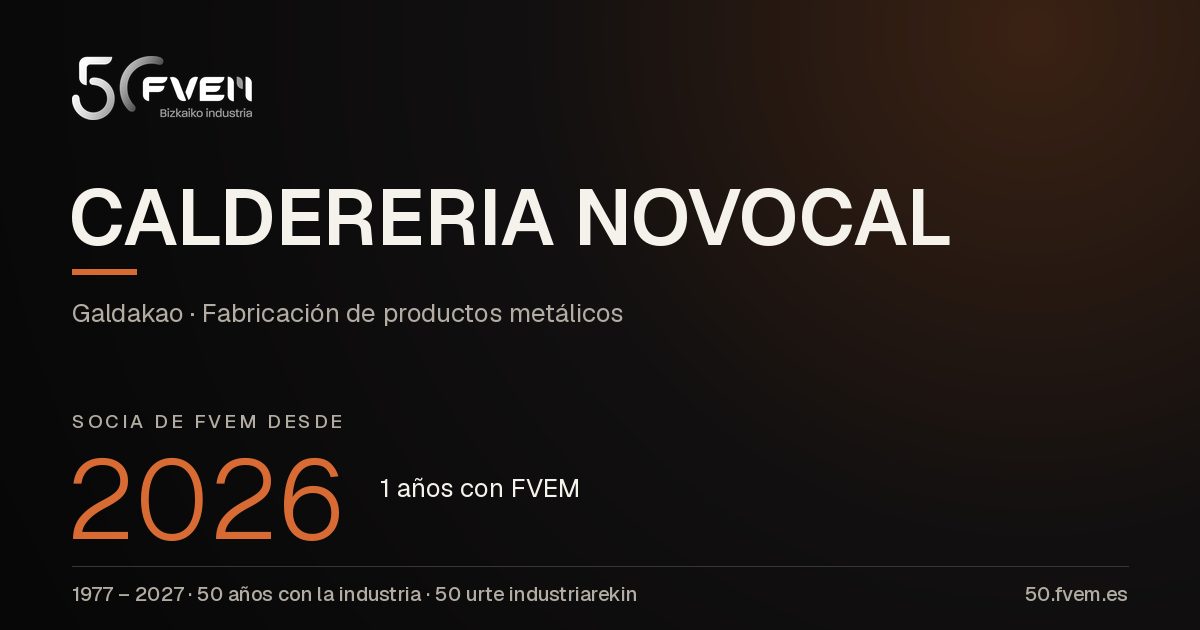 50 FVEM
Bizkaiko industria
CALDERERIA NOVOCAL
Galdakao · Fabricación de productos metálicos
SOCIA DE FVEM DESDE
2026
1 años con FVEM
1977 – 2027 · 50 años con la industria · 50 urte industriarekin
50.fvem.es